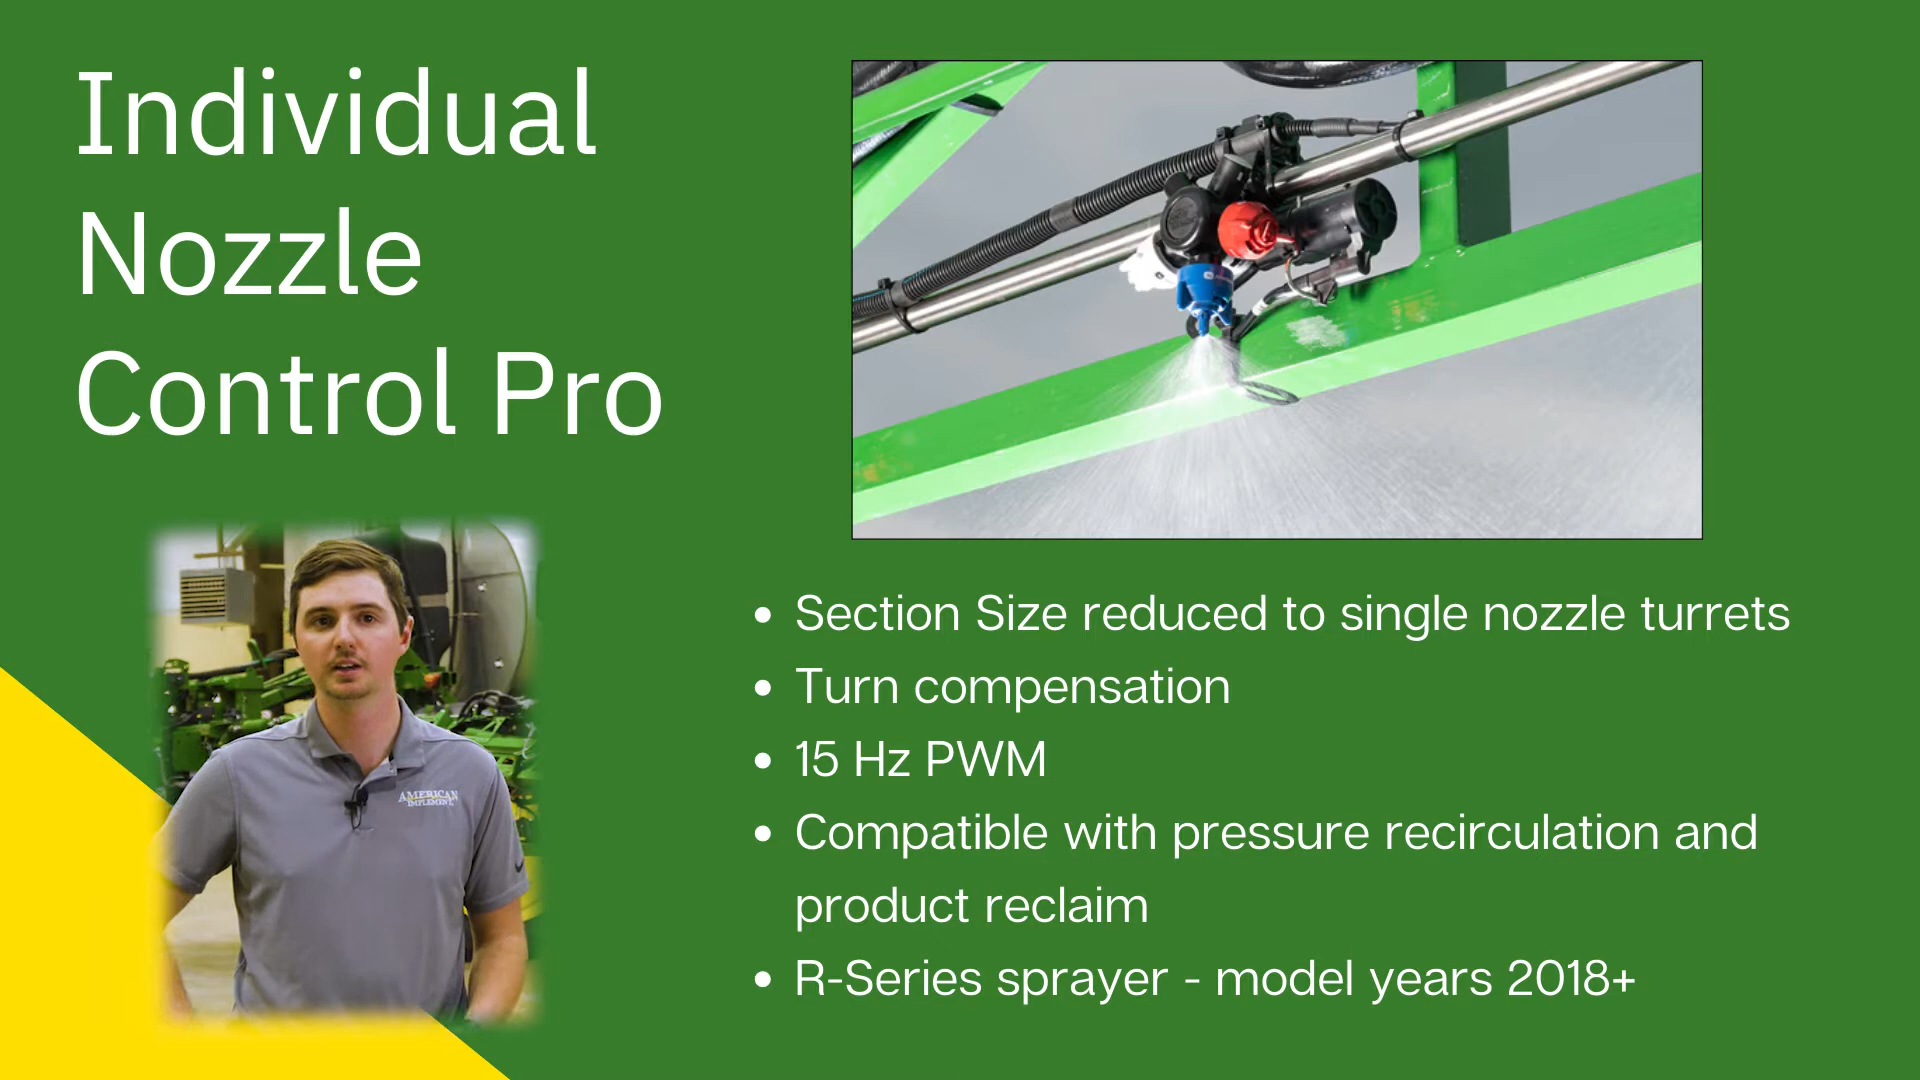 Individual
Nozzle
Control Pro
AMERICAN
IMPLEMENT
• Section Size reduced to single nozzle turrets
• Turn compensation
• 15 Hz PWM
• Compatible with pressure recirculation and
product reclaim
• R-Series sprayer - model years 2018+